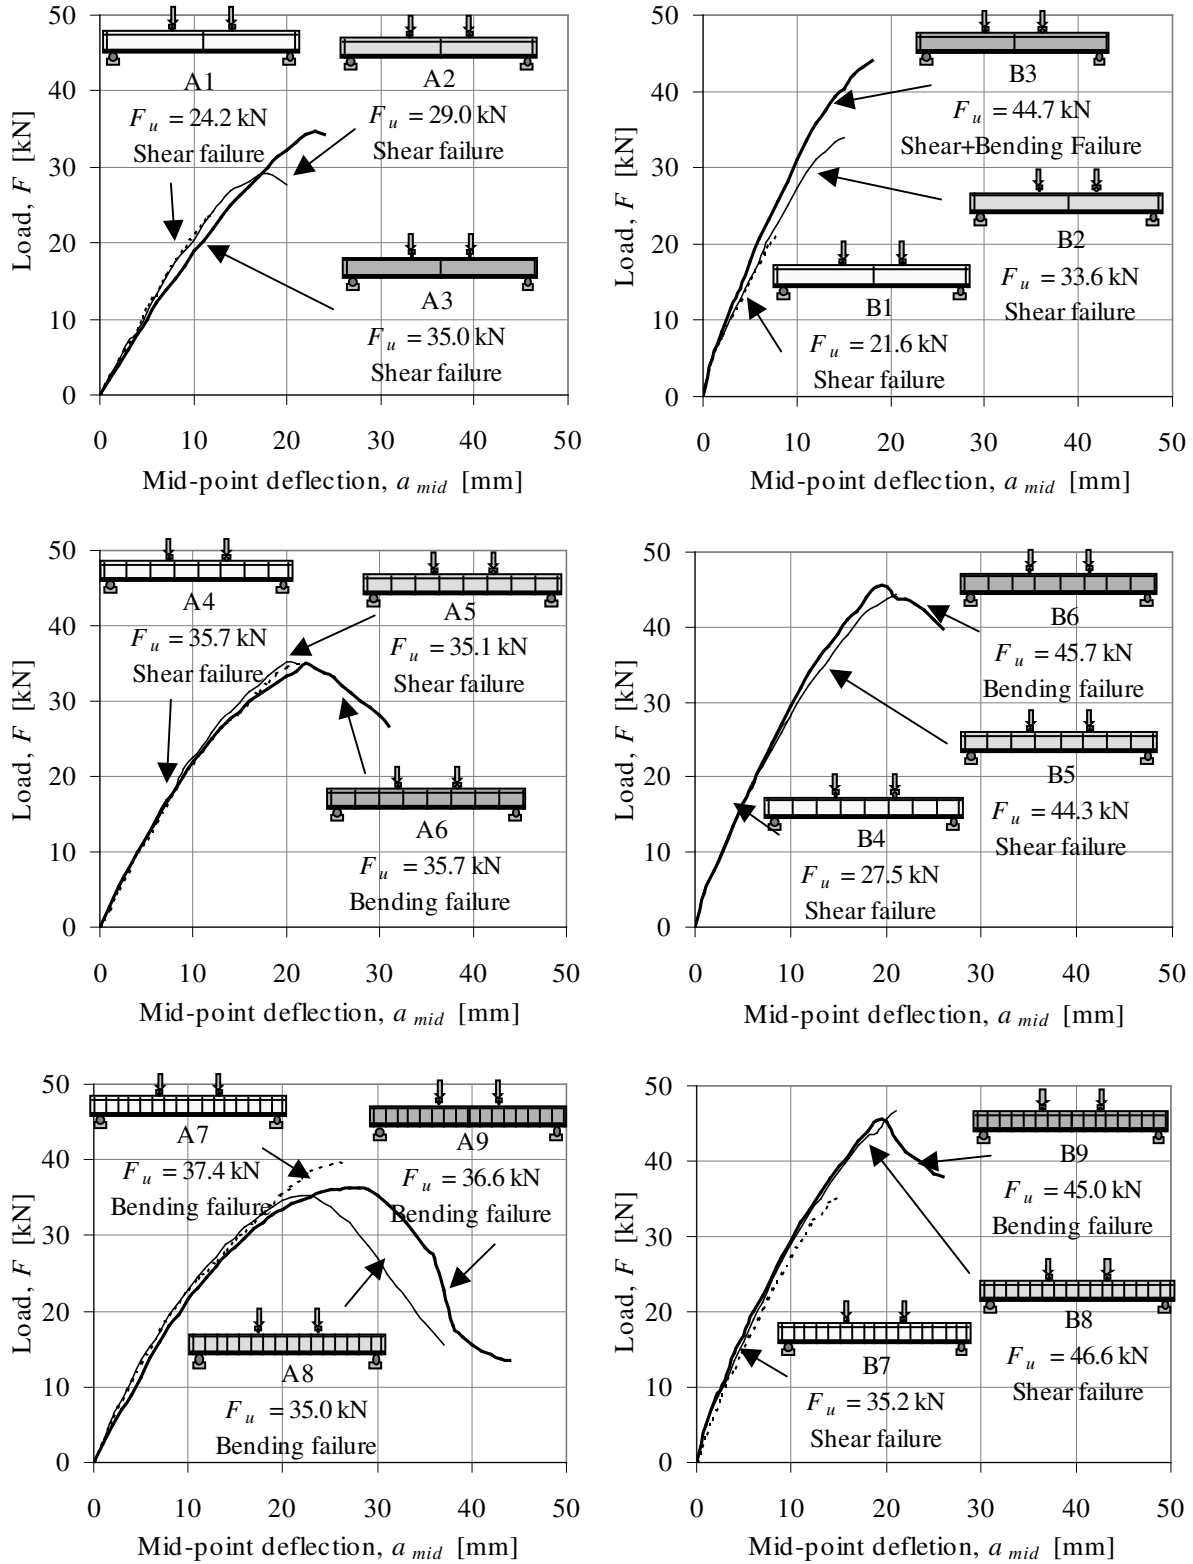 50
40
30
20
10
0
Load, F [kN]
A1
F u = 24.2 kN
Shear failure
A2
F u = 29.0 kN
Shear failure
A3
F u = 35.0 kN
Shear failure
0 10 20 30 40 50
Mid-point deflection, a mid [mm]
50
40
30
20
10
0
Load, F [kN]
B3
F u = 44.7 kN
Shear+Bending Failure
B2
F u = 33.6 kN
Shear failure
B1
F u = 21.6 kN
Shear failure
0 10 20 30 40 50
Mid-point deflection, a mid [mm]
50
40
30
20
10
0
Load, F [kN]
A4
F u = 35.7 kN
Shear failure
A5
F u = 35.1 kN
Shear failure
A6
F u = 35.7 kN
Bending failure
0 10 20 30 40 50
Mid-point deflection, a mid [mm]
50
40
30
20
10
0
Load, F [kN]
B6
F u = 45.7 kN
Bending failure
B5
F u = 44.3 kN
Shear failure
B4
F u = 27.5 kN
Shear failure
0 10 20 30 40 50
Mid-point deflection, a mid [mm]
50
40
30
20
10
0
Load, F [kN]
A7
F u = 37.4 kN
Bending failure
A9
F u = 36.6 kN
Bending failure
A8
F u = 35.0 kN
Bending failure
0 10 20 30 40 50
Mid-point deflection, a mid [mm]
50
40
30
20
10
0
Load, F [kN]
B9
F u = 45.0 kN
Bending failure
B8
F u = 46.6 kN
Shear failure
B7
F u = 35.2 kN
Shear failure
0 10 20 30 40 50
Mid-point defletion, a mid [mm]